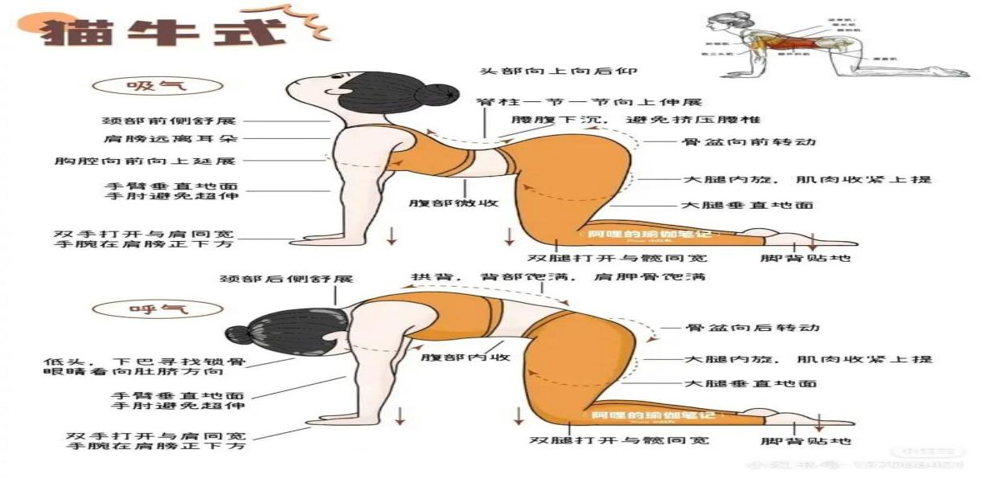 猫牛式
吸气
头部向上向后仰
脊柱一节一节向上伸展
腰腹下沉，避免挤压腰椎
颈部前侧舒展
肩膀远离耳朵
骨盆向前转动
胸腔向前向上延展
大腿内旋，肌肉收紧上提
手臂垂直地面
手肘避免超伸
腹部微收
大腿垂直地面
双手打开与肩同宽
手腕在肩膀正下方
阿哩的瑜伽笔记
双腿打开与髋同宽
脚背贴地
颈部后侧舒展
拱背，背部饱满，肩胛骨饱满
呼气
骨盆向后转动
腹部内收
低头，下巴寻找锁骨
眼睛看向肚脐方向
大腿内旋，肌肉收紧上提
大腿垂直地面
手臂垂直地面
手肘避免超伸
阿哩的瑜伽笔记
双手打开与肩同宽
手腕在肩膀正下方
双腿打开与髋同宽
脚背贴地
小红书